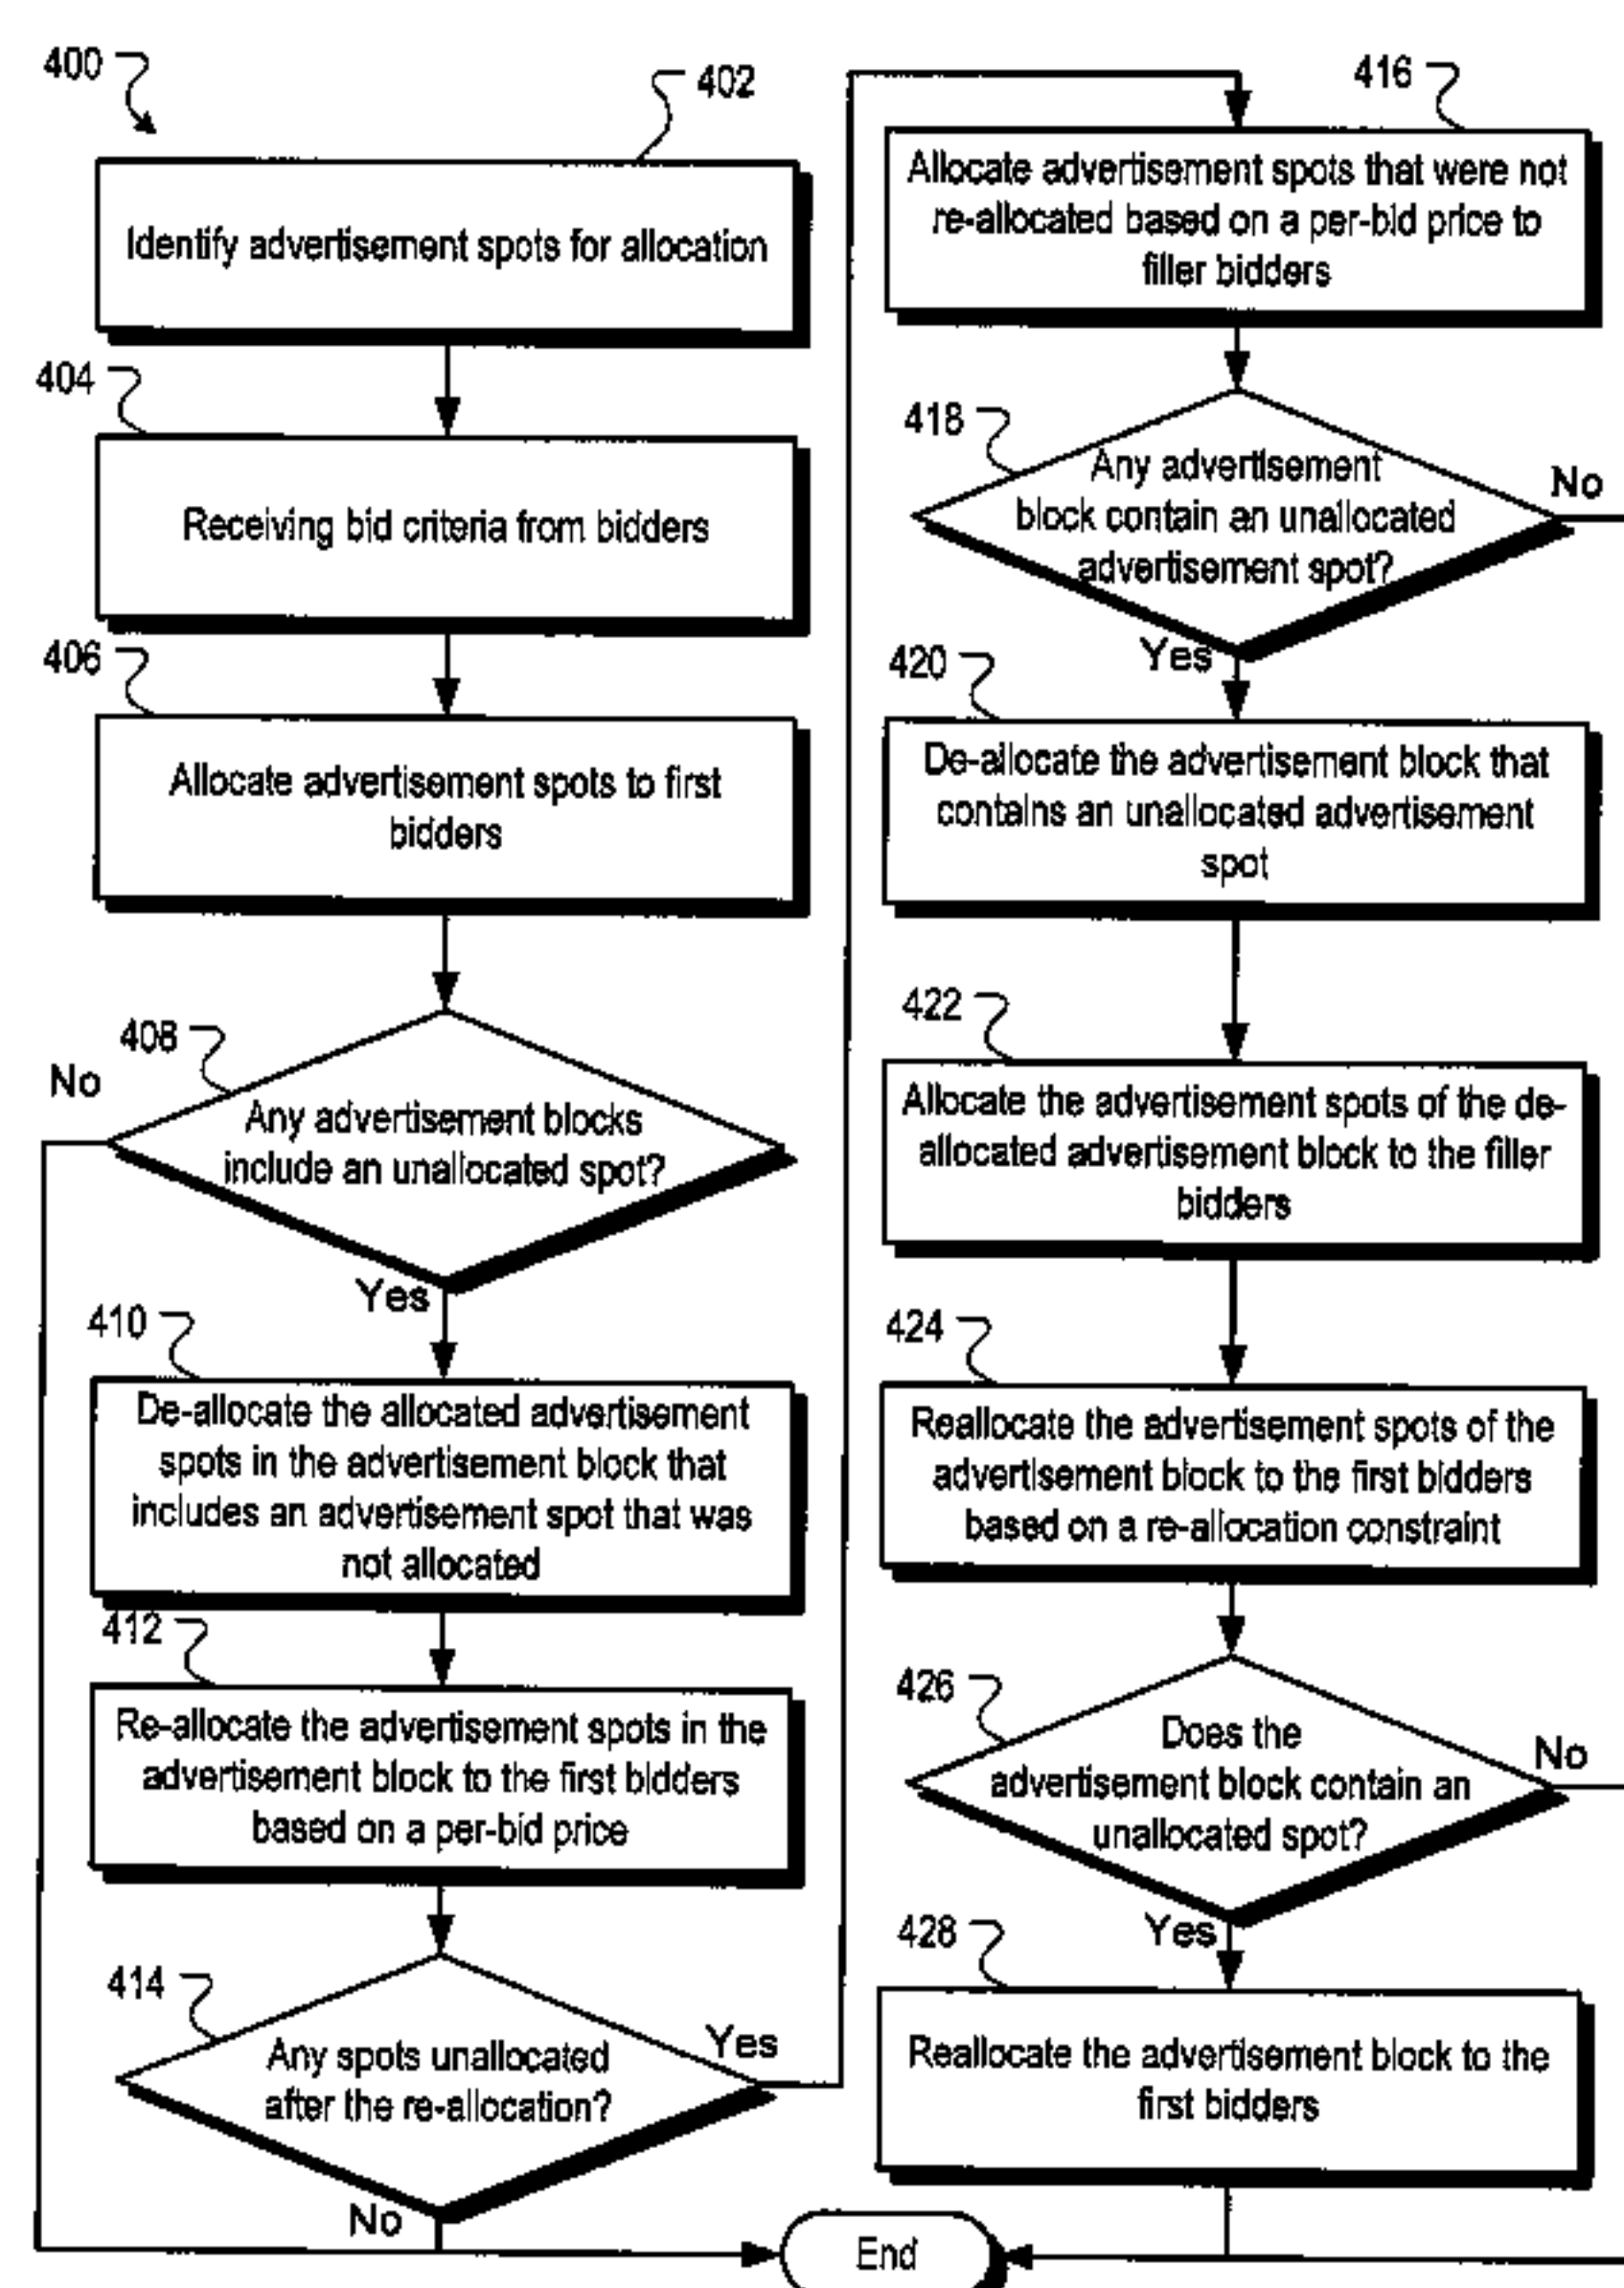 400
402
Identify advertisement spots for allocation
404
Receiving bid criteria from bidders
406
Allocate advertisement spots to first
bidders
408
No
Any advertisement blocks
include an unallocated spot?
Yes
410
De-allocate the allocated advertisement
spots in the advertisement block that
includes an advertisement spot that was
not allocated
412
Re-allocate the advertisement spots in the
advertisement block to the first bidders
based on a per-bid price
414
Any spots unallocated
after the re-allocation?
Yes
No
416
Allocate advertisement spots that were not
re-allocated based on a per-bid price to
filler bidders
418
Any advertisement
block contain an unallocated
advertisement spot?
No
Yes
420
De-allocate the advertisement block that
contains an unallocated advertisement
spot
422
Allocate the advertisement spots of the de-
allocated advertisement block to the filler
bidders
424
Reallocate the advertisement spots of the
advertisement block to the first bidders
based on a re-allocation constraint
426
Does the
advertisement block contain an
unallocated spot?
No
Yes
428
Reallocate the advertisement block to the
first bidders
End